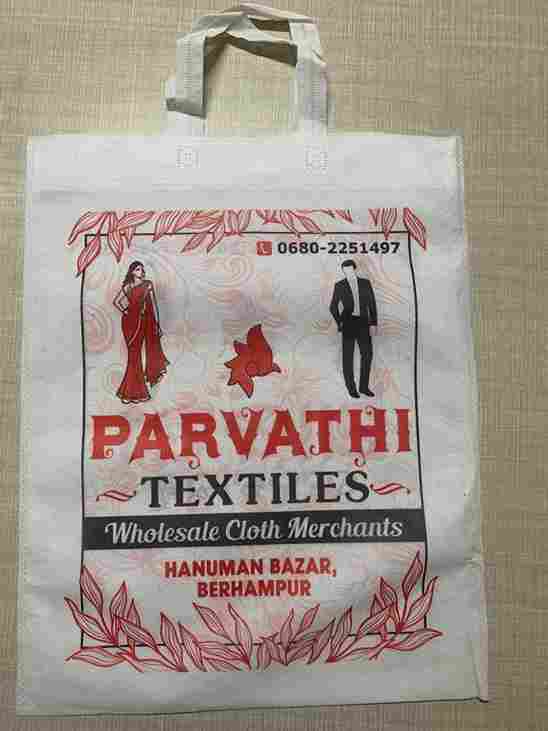 0680-2251497
PARVATHI
TEXTILES
Wholesale Cloth Merchants
HANUMAN BAZAR,
BERHAMPUR